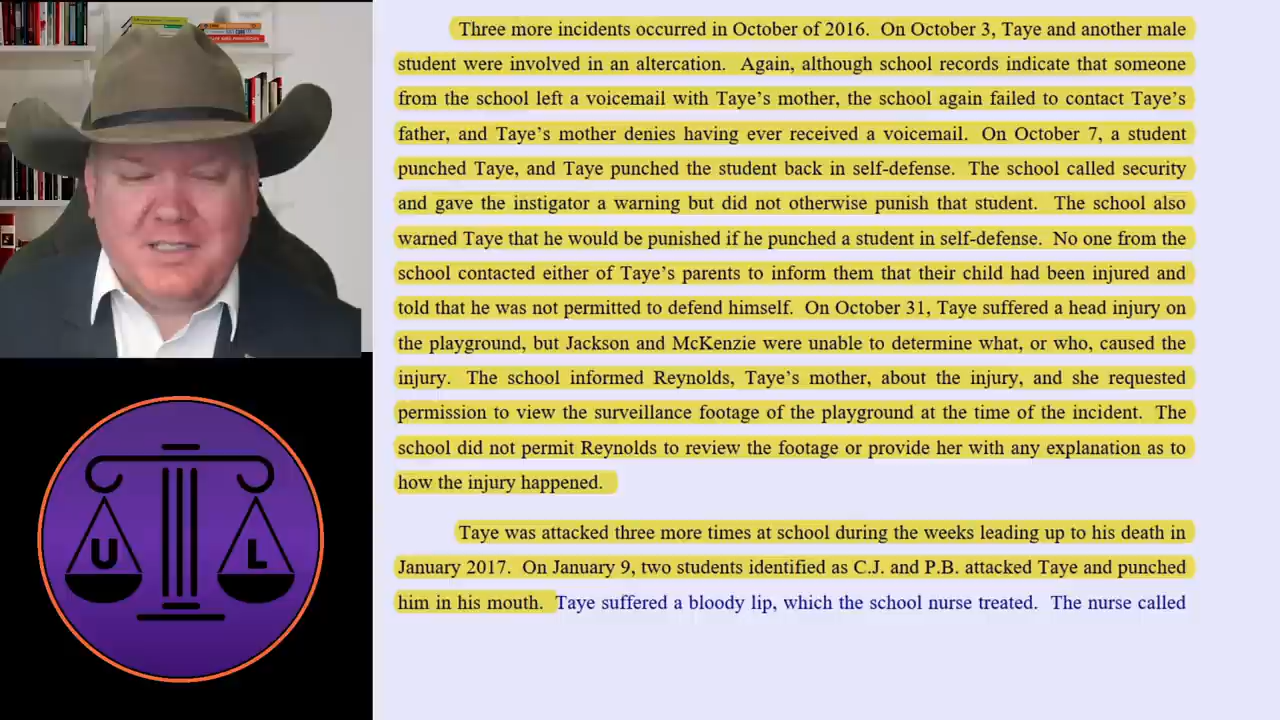 Three more incidents occurred in October of 2016. On October 3, Taye and another male
student were involved in an altercation. Again, although school records indicate that someone
from the school left a voicemail with Taye's mother, the school again failed to contact Taye's
father, and Taye's mother denies having ever received a voicemail. On October 7, a student
punched Taye, and Taye punched the student back in self-defense. The school called security
and gave the instigator a warning but did not otherwise punish that student. The school also
warned Taye that he would be punished if he punched a student in self-defense. No one from the
school contacted either of Taye's parents to inform them that their child had been injured and
told that he was not permitted to defend himself. On October 31, Taye suffered a head injury on
the playground, but Jackson and McKenzie were unable to determine what, or who, caused the
injury. The school informed Reynolds, Taye's mother, about the injury, and she requested
permission to view the surveillance footage of the playground at the time of the incident. The
school did not permit Reynolds to review the footage or provide her with any explanation as to
how the injury happened.
Taye was attacked three more times at school during the weeks leading up to his death in
January 2017. On January 9, two students identified as C.J. and P.B. attacked Taye and punched
him in his mouth. Taye suffered a bloody lip, which the school nurse treated. The nurse called
U L